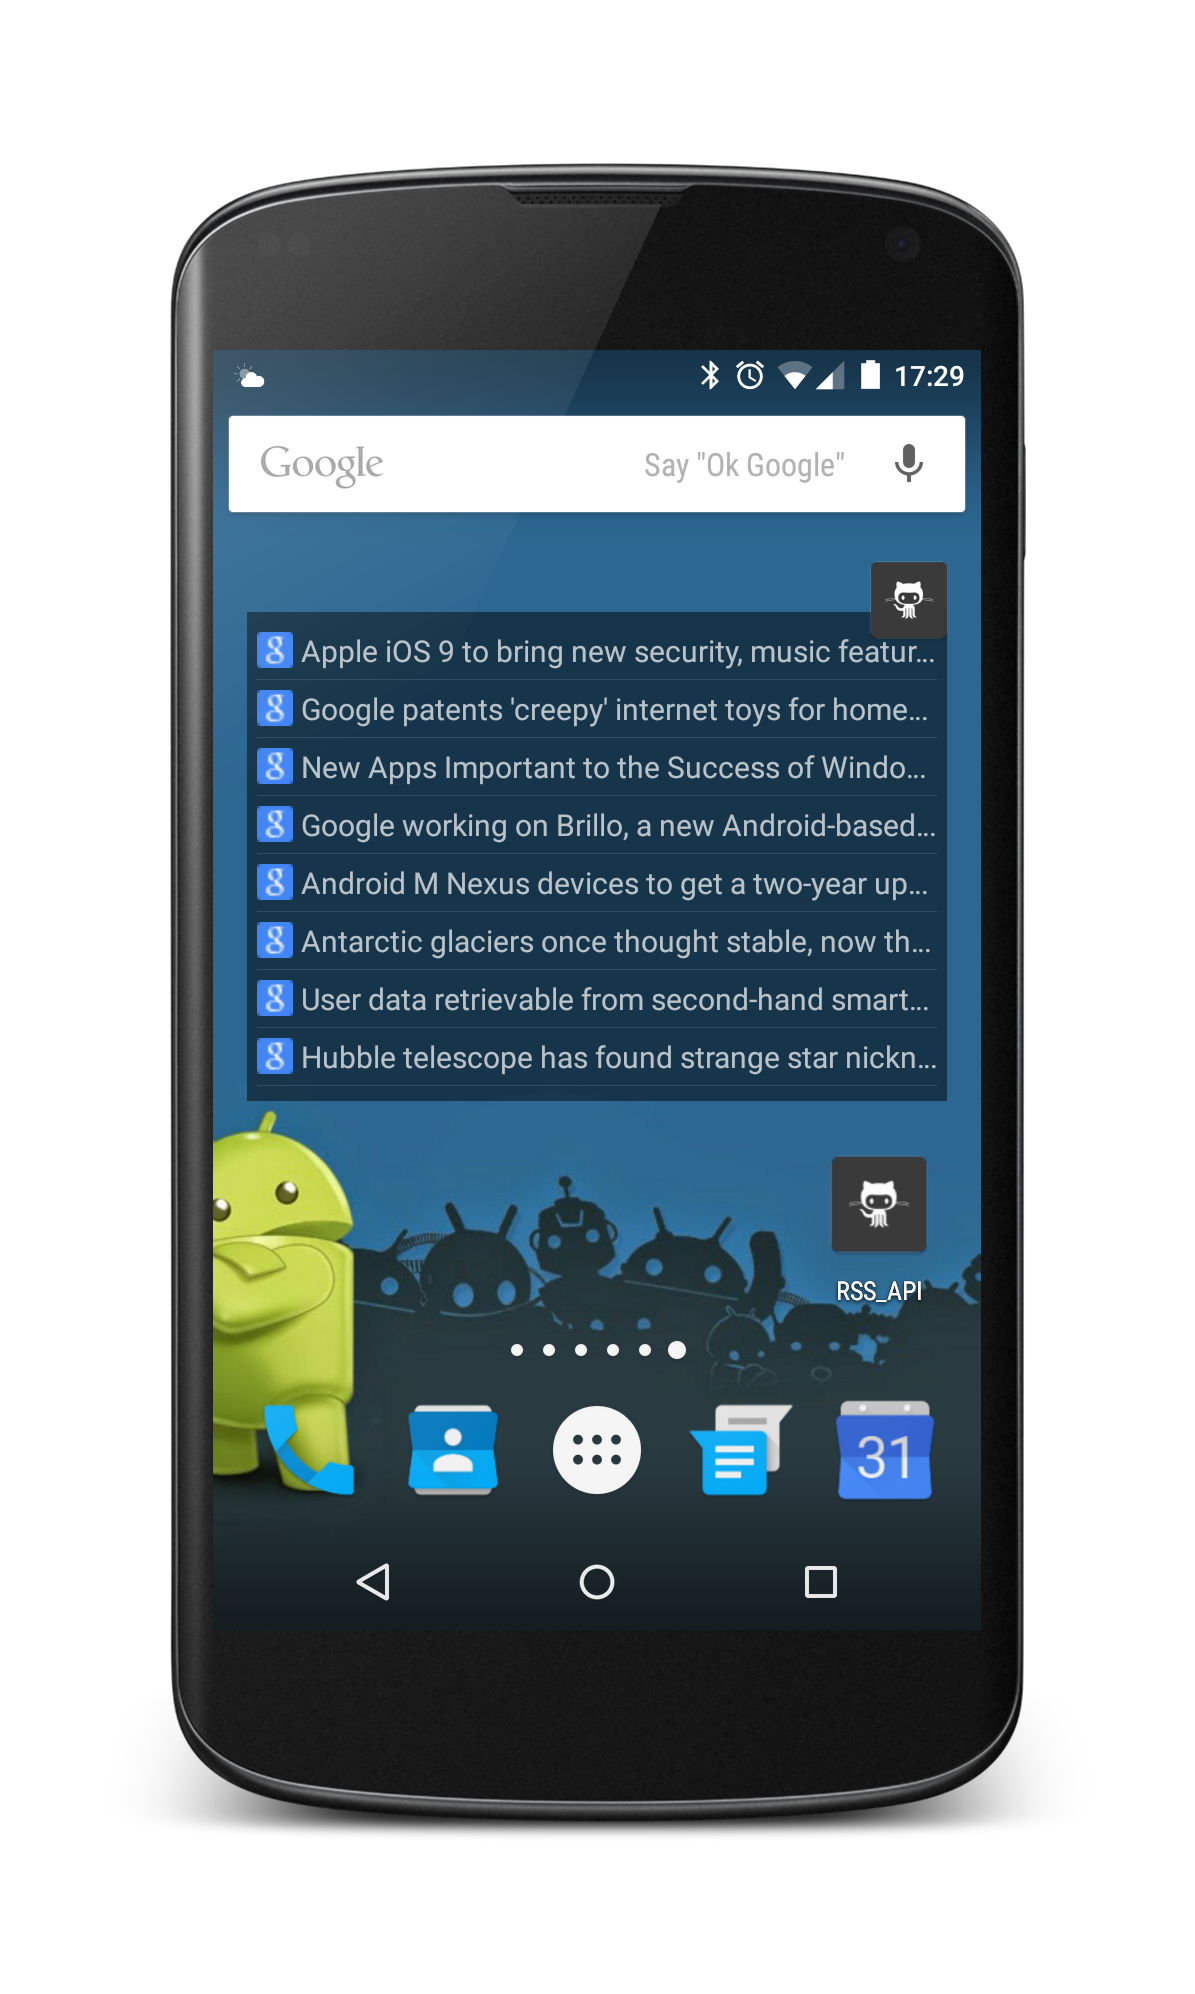 17:29
Google Say "Ok Google"
Apple iOS 9 to bring new security, music featur...
Google patents 'creepy' internet toys for home...
New Apps Important to the Success of Windo...
Google working on Brillo, a new Android-based...
Android M Nexus devices to get a two-year up...
Antarctic glaciers once thought stable, now th...
User data retrievable from second-hand smart...
Hubble telescope has found strange star nickn...
RSS_API
31